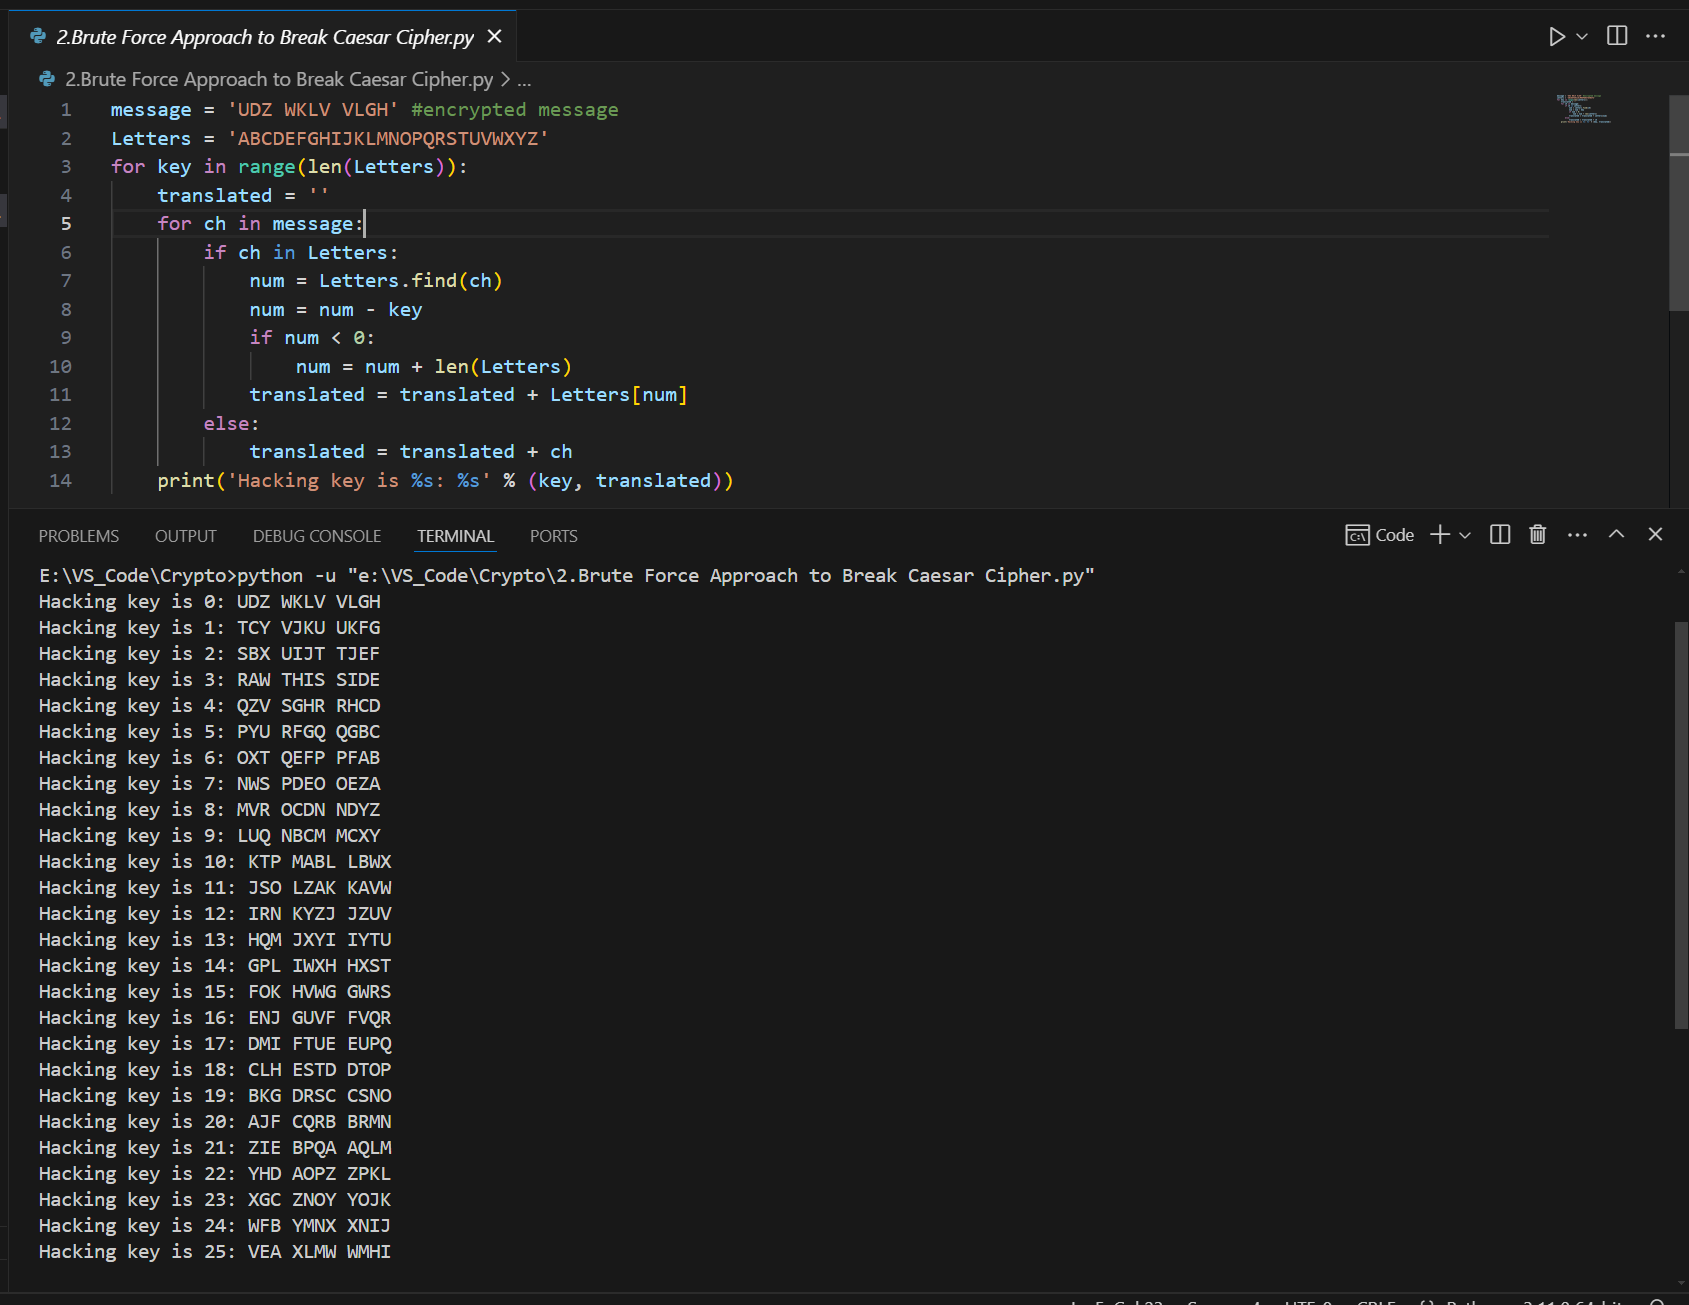 2.Brute Force Approach to Break Caesar Cipher.py
2.Brute Force Approach to Break Caesar Cipher.py > ...
1 message = 'UDZ WKLV VLGH' #encrypted message
2 Letters = 'ABCDEFGHIJKLMNOPQRSTUVWXYZ'
3 for key in range(len(Letters)):
4     translated = ''
5     for ch in message:
6         if ch in Letters:
7             num = Letters.find(ch)
8             num = num - key
9             if num < 0:
10                 num = num + len(Letters)
11             translated = translated + Letters[num]
12         else:
13             translated = translated + ch
14     print('Hacking key is %s: %s' % (key, translated))
PROBLEMS OUTPUT DEBUG CONSOLE TERMINAL PORTS Code
E:\VS_Code\Crypto>python -u "e:\VS_Code\Crypto\2.Brute Force Approach to Break Caesar Cipher.py"
Hacking key is 0: UDZ WKLV VLGH
Hacking key is 1: TCY VJKU UKFG
Hacking key is 2: SBX UIJT TJEF
Hacking key is 3: RAW THIS SIDE
Hacking key is 4: QZV SGHR RHCD
Hacking key is 5: PYU RFGQ QGBC
Hacking key is 6: OXT QEFP PFAB
Hacking key is 7: NWS PDEO OEZA
Hacking key is 8: MVR OCDN NDYZ
Hacking key is 9: LUQ NBCM MCXY
Hacking key is 10: KTP MABL LBWX
Hacking key is 11: JSO LZAK KAVW
Hacking key is 12: IRN KYZJ JZUV
Hacking key is 13: HQM JXYI IYTU
Hacking key is 14: GPL IWXH HXST
Hacking key is 15: FOK HVWG GWRS
Hacking key is 16: ENJ GUVF FVQR
Hacking key is 17: DMI FTUE EUPQ
Hacking key is 18: CLH ESTD DTOP
Hacking key is 19: BKG DRSC CSNO
Hacking key is 20: AJF CQRB BRMN
Hacking key is 21: ZIE BPQA AQLM
Hacking key is 22: YHD AOPZ ZPKL
Hacking key is 23: XGC ZNOY YOJK
Hacking key is 24: WFB YMNX XNIJ
Hacking key is 25: VEA XLMW WMHI